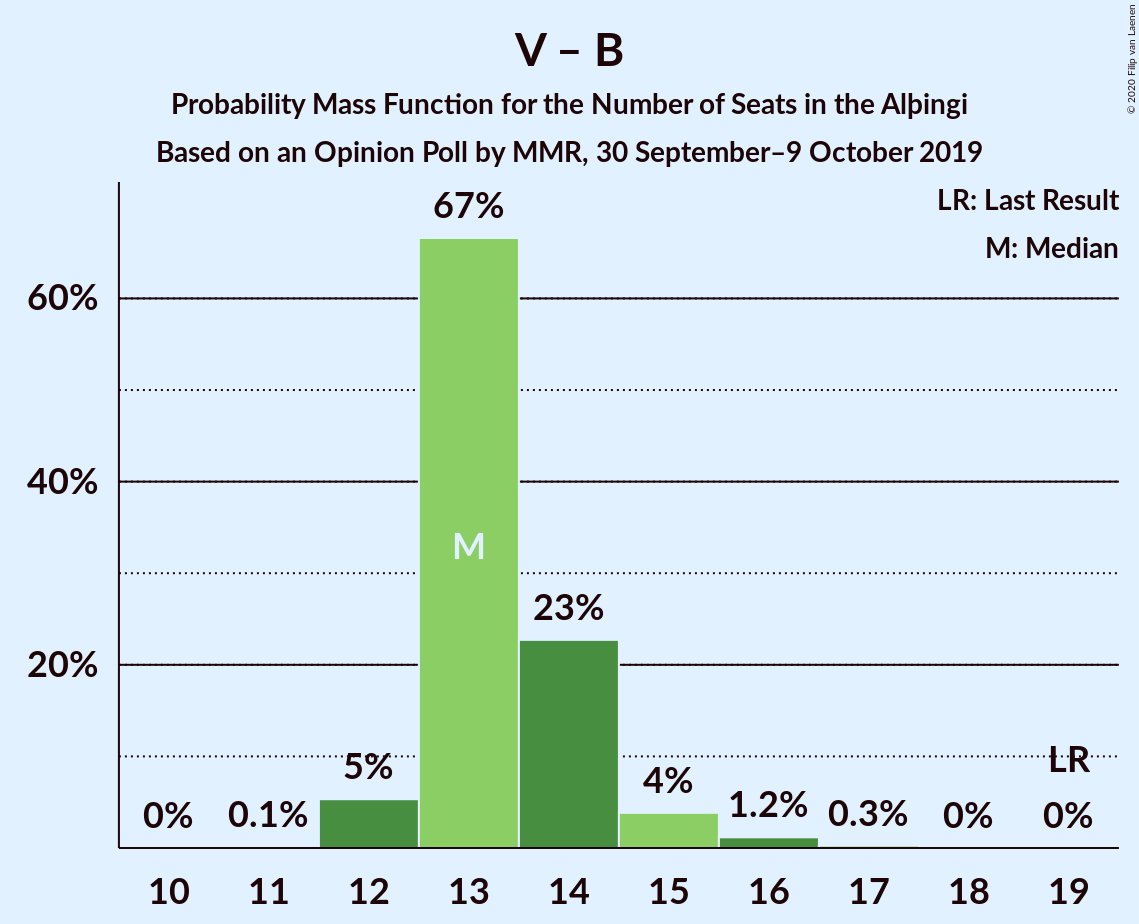 V – B
Probability Mass Function for the Number of Seats in the Alþingi
Based on an Opinion Poll by MMR, 30 September–9 October 2019
© 2020 Filip van Laenen
LR: Last Result
M: Median
60%
40%
20%
0%
0.1%
5%
67%
M
23%
4%
1.2%
0.3%
0%
LR
0%
10 11 12 13 14 15 16 17 18 19